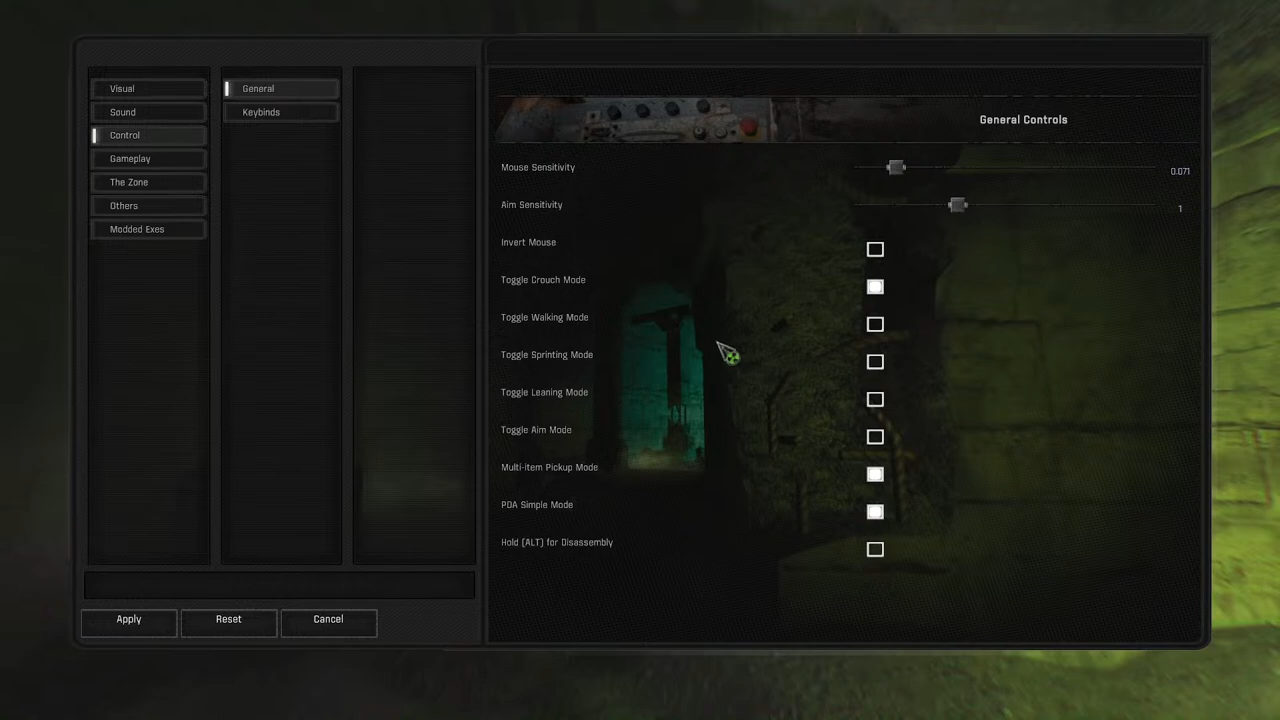 Visual
Sound
Control
Gameplay
The Zone
Others
Modded Exes
General
Keybinds
General Controls
Mouse Sensitivity
0.071
Aim Sensitivity
1
Invert Mouse
Toggle Crouch Mode
Toggle Walking Mode
Toggle Sprinting Mode
Toggle Leaning Mode
Toggle Aim Mode
Multi-item Pickup Mode
PDA Simple Mode
Hold (ALT) for Disassembly
Apply
Reset
Cancel